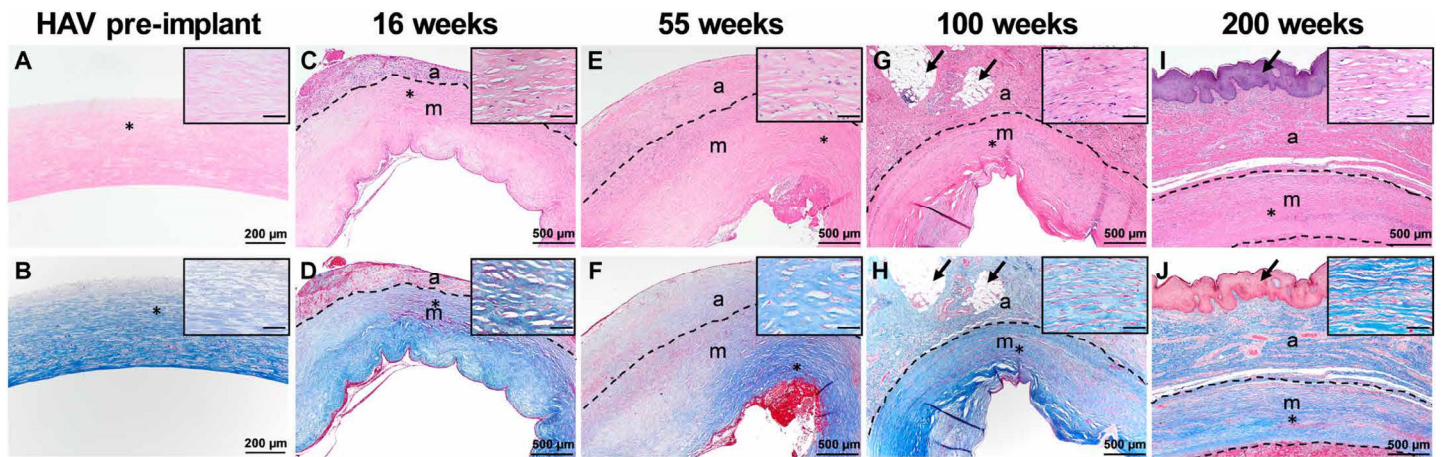 HAV pre-implant 16 weeks 55 weeks 100 weeks 200 weeks
A C E G I
a a a a
m m m m
* * * * *
200 µm 500 µm 500 µm 500 µm 500 µm
B D F H J
a a a a
m m m m
* * * * *
200 µm 500 µm 500 µm 500 µm 500 µm